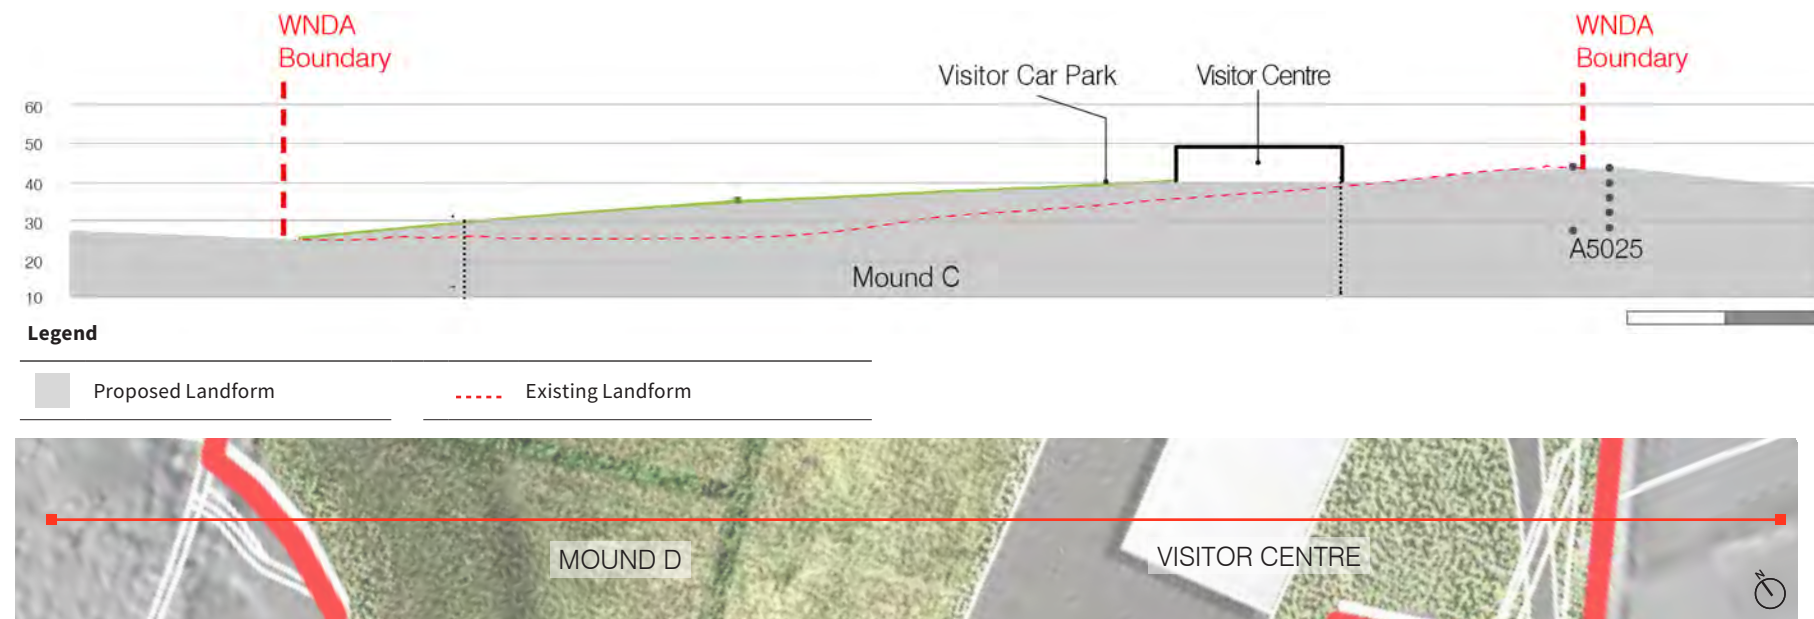 WNDA
Boundary
WNDA
Boundary
Visitor Car Park
Visitor Centre
60
50
40
30
20
10
Mound C
A5025
Legend
Proposed Landform
Existing Landform
MOUND D
VISITOR CENTRE
N